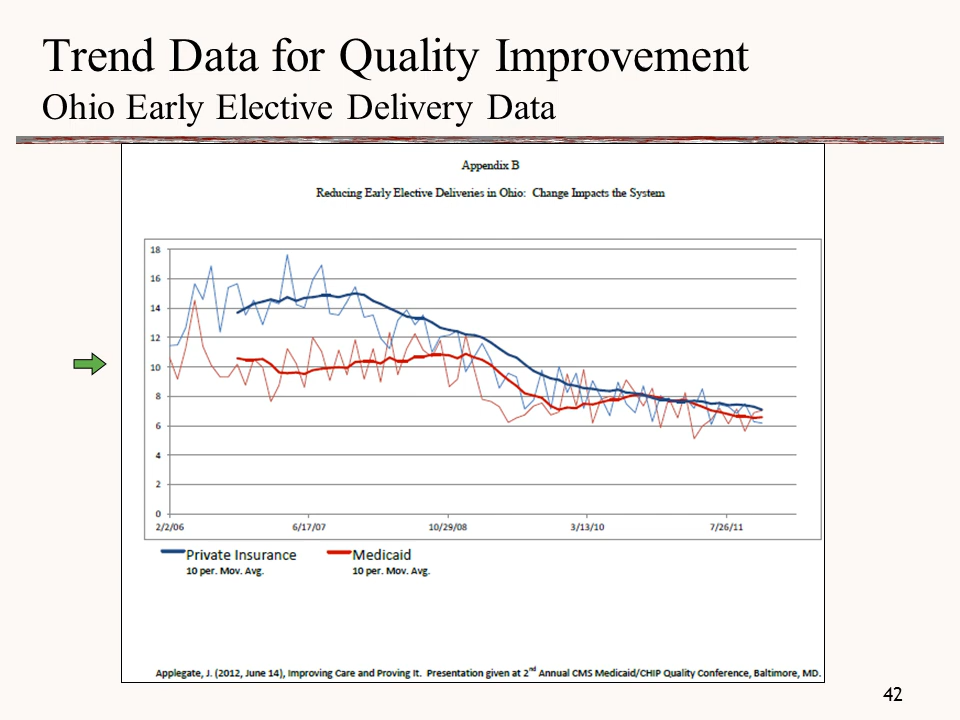 Trend Data for Quality Improvement
Ohio Early Elective Delivery Data
Appendix B
Reducing Early Elective Deliveries in Ohio: Change Impacts the System
18
16
14
12
10
8
6
4
2
0
2/2/06 6/17/07 10/29/08 3/13/10 7/26/11
Private Insurance Medicaid
10 per. Mov. Avg. 10 per. Mov. Avg.
Applegate, J. (2012, June 14), Improving Care and Proving It. Presentation given at 2nd Annual CMS Medicaid/CHIP Quality Conference, Baltimore, MD.
42